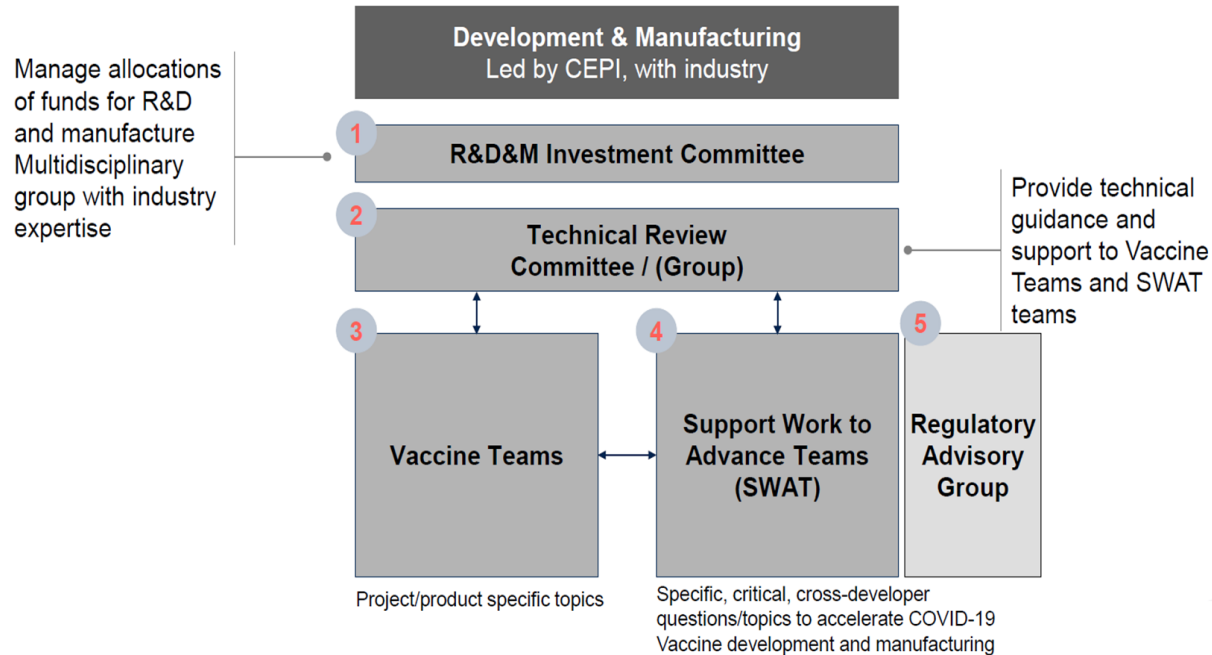 Development & Manufacturing
Led by CEPI, with industry
Manage allocations
of funds for R&D
and manufacture
Multidisciplinary
group with industry
expertise
1
R&D&M Investment Committee
2
Technical Review
Committee / (Group)
Provide technical
guidance and
support to Vaccine
Teams and SWAT
teams
3
Vaccine Teams
4
Support Work to
Advance Teams
(SWAT)
5
Regulatory
Advisory
Group
Project/product specific topics
Specific, critical, cross-developer
questions/topics to accelerate COVID-19
Vaccine development and manufacturing